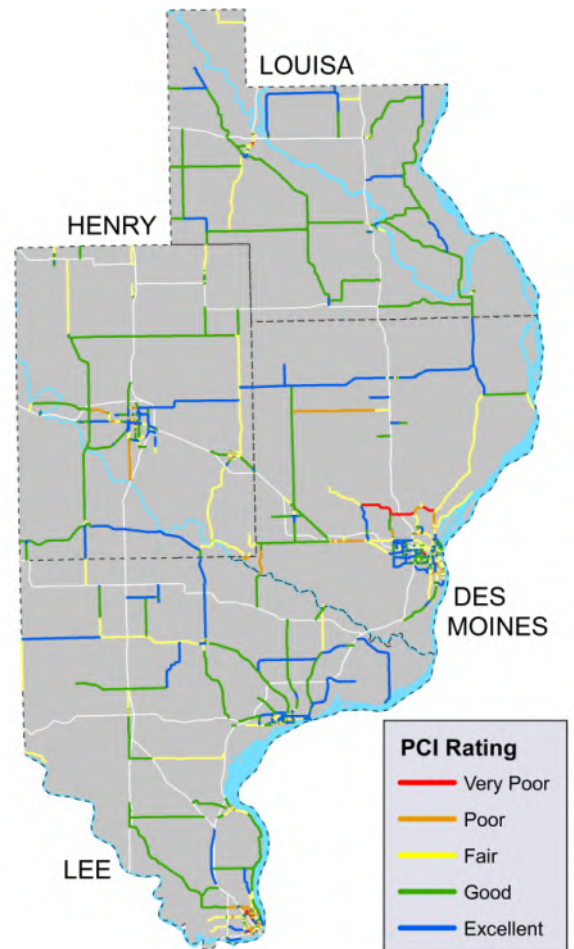 LOUISA
HENRY
DES
MOINES
LEE
PCI Rating
Very Poor
Poor
Fair
Good
Excellent